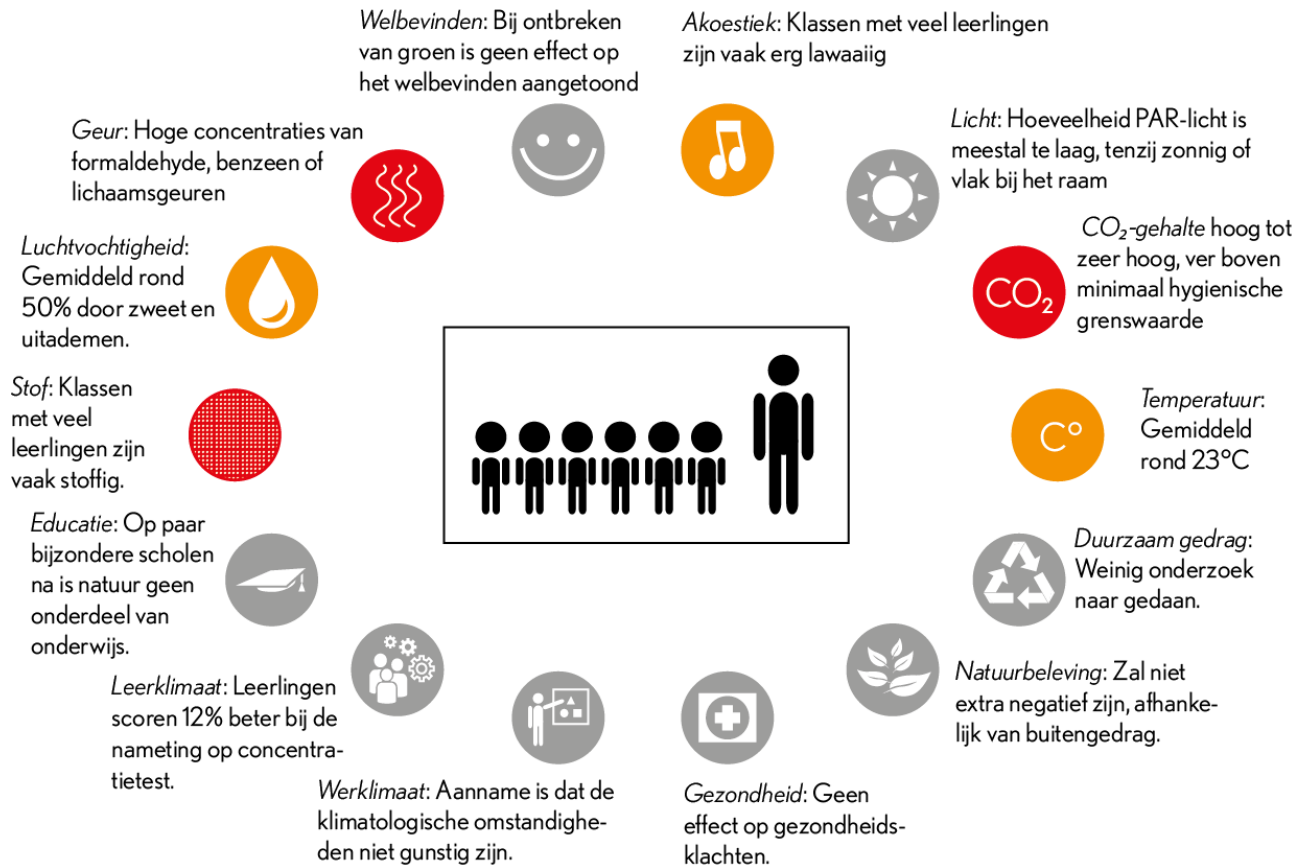 Welbevinden: Bij ontbreken
van groen is geen effect op
het welbevinden aangetoond
Akoestiek: Klassen met veel leerlingen
zijn vaak erg lawaaiig
Licht: Hoeveelheid PAR-licht is
meestal te laag, tenzij zonnig of
vlak bij het raam
CO₂-gehalte hoog tot
zeer hoog, ver boven
minimaal hygienische
grenswaarde
CO₂
Temperatuur:
Gemiddeld
rond 23°C
C°
Duurzaam gedrag:
Weinig onderzoek
naar gedaan.
Natuurbeleving: Zal niet
extra negatief zijn, afhanke-
lijk van buitengedrag.
Gezondheid: Geen
effect op gezondheids-
klachten.
Werklimaat: Aanname is dat de
klimatologische omstandighe-
den niet gunstig zijn.
Leerklimaat: Leerlingen
scoren 12% beter bij de
nameting op concentra-
tietest.
Educatie: Op paar
bijzondere scholen
na is natuur geen
onderdeel van
onderwijs.
Stof: Klassen
met veel
leerlingen zijn
vaak stoffig.
Luchtvochtigheid:
Gemiddeld rond
50% door zweet en
uitademen.
Geur: Hoge concentraties van
formaldehyde, benzeen of
lichaamsgeuren